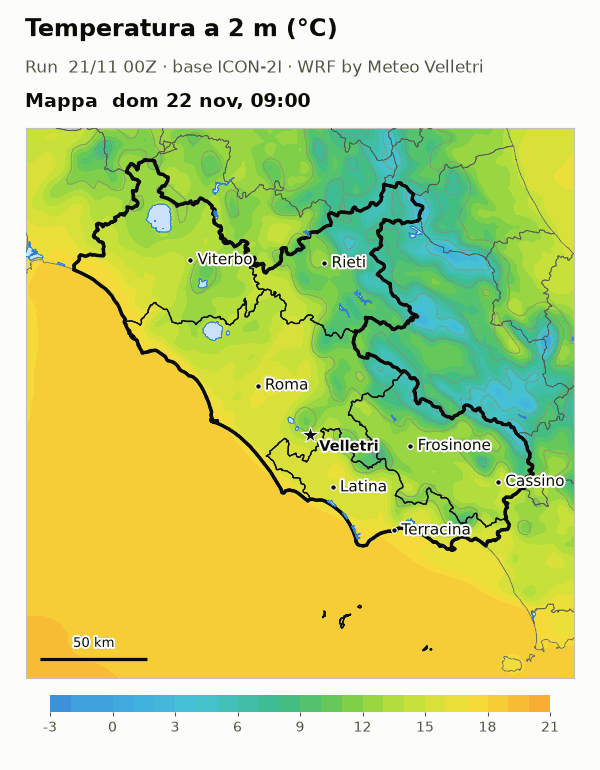 Temperatura a 2 m (°C)
Run  21/11 00Z · base ICON-2I · WRF by Meteo Velletri
Mappa  dom 22 nov, 09:00
Viterbo
Rieti
Roma
Velletri
Frosinone
Cassino
Latina
Terracina
50 km
-3 0 3 6 9 12 15 18 21